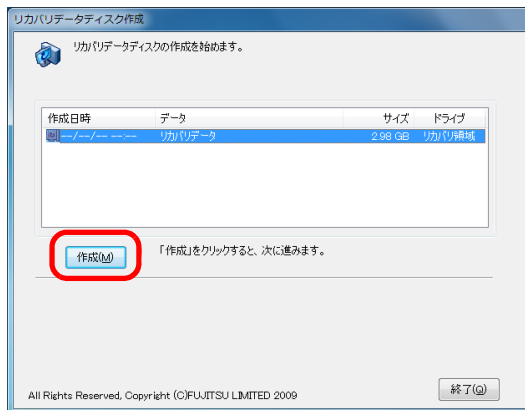 リカバリデータディスク作成
リカバリデータディスクの作成を始めます。
作成日時 データ サイズ ドライブ
--/--/-- --:-- リカバリデータ 2.98 GB リカバリ領域
作成(M) 「作成」をクリックすると、次に進みます。
終了(Q)
All Rights Reserved, Copyright (C)FUJITSU LIMITED 2009